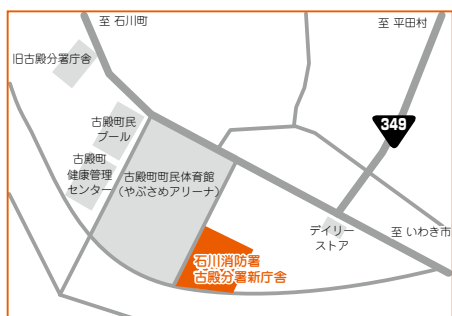 至 石川町
至 平田村
旧古殿分署庁舎
349
古殿町民
プール
古殿町
健康管理
センター
古殿町町民体育館
（やぶさめアリーナ）
デイリー
ストア
至 いわき市
石川消防署
古殿分署新庁舎